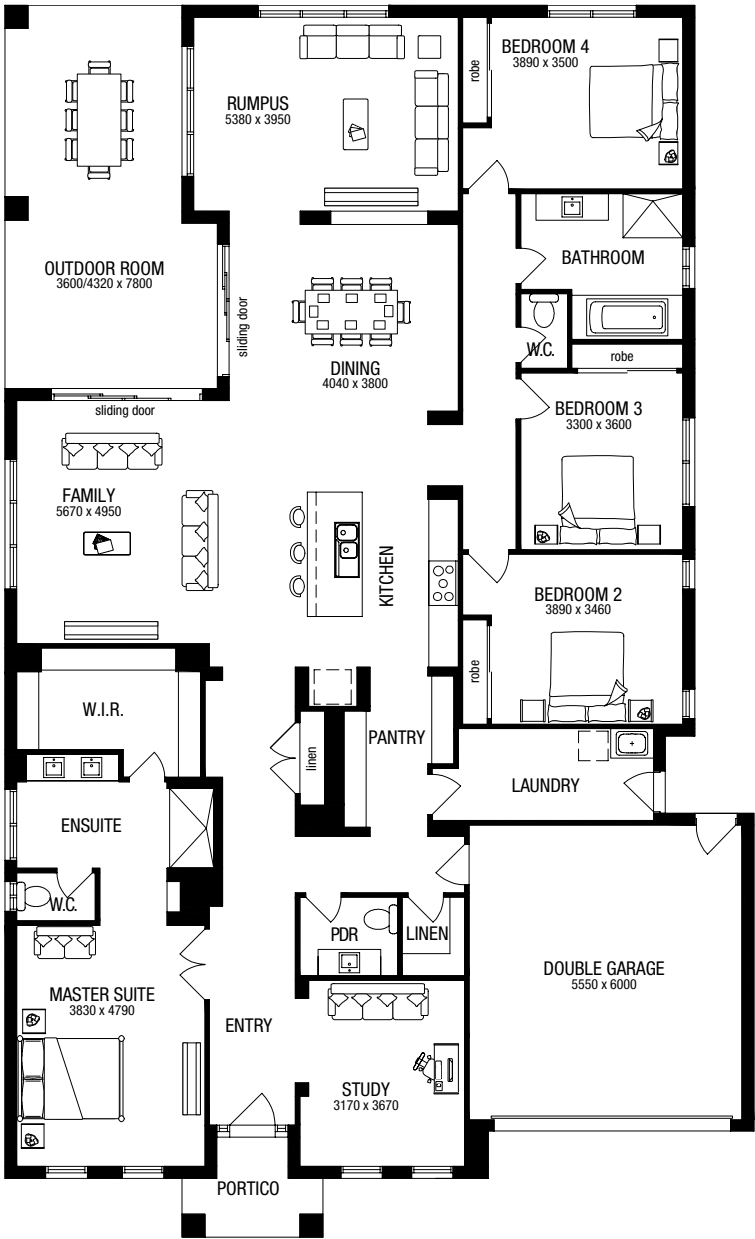 BEDROOM 4
3890 x 3500
robe
RUMPUS
5380 x 3950
OUTDOOR ROOM
3600/4320 x 7800
sliding door
BATHROOM
W.C.
robe
DINING
4040 x 3800
sliding door
BEDROOM 3
3300 x 3600
FAMILY
5670 x 4950
KITCHEN
BEDROOM 2
3890 x 3460
robe
W.I.R.
linen
PANTRY
LAUNDRY
ENSUITE
W.C.
PDR
LINEN
DOUBLE GARAGE
5550 x 6000
MASTER SUITE
3830 x 4790
ENTRY
STUDY
3170 x 3670
PORTICO